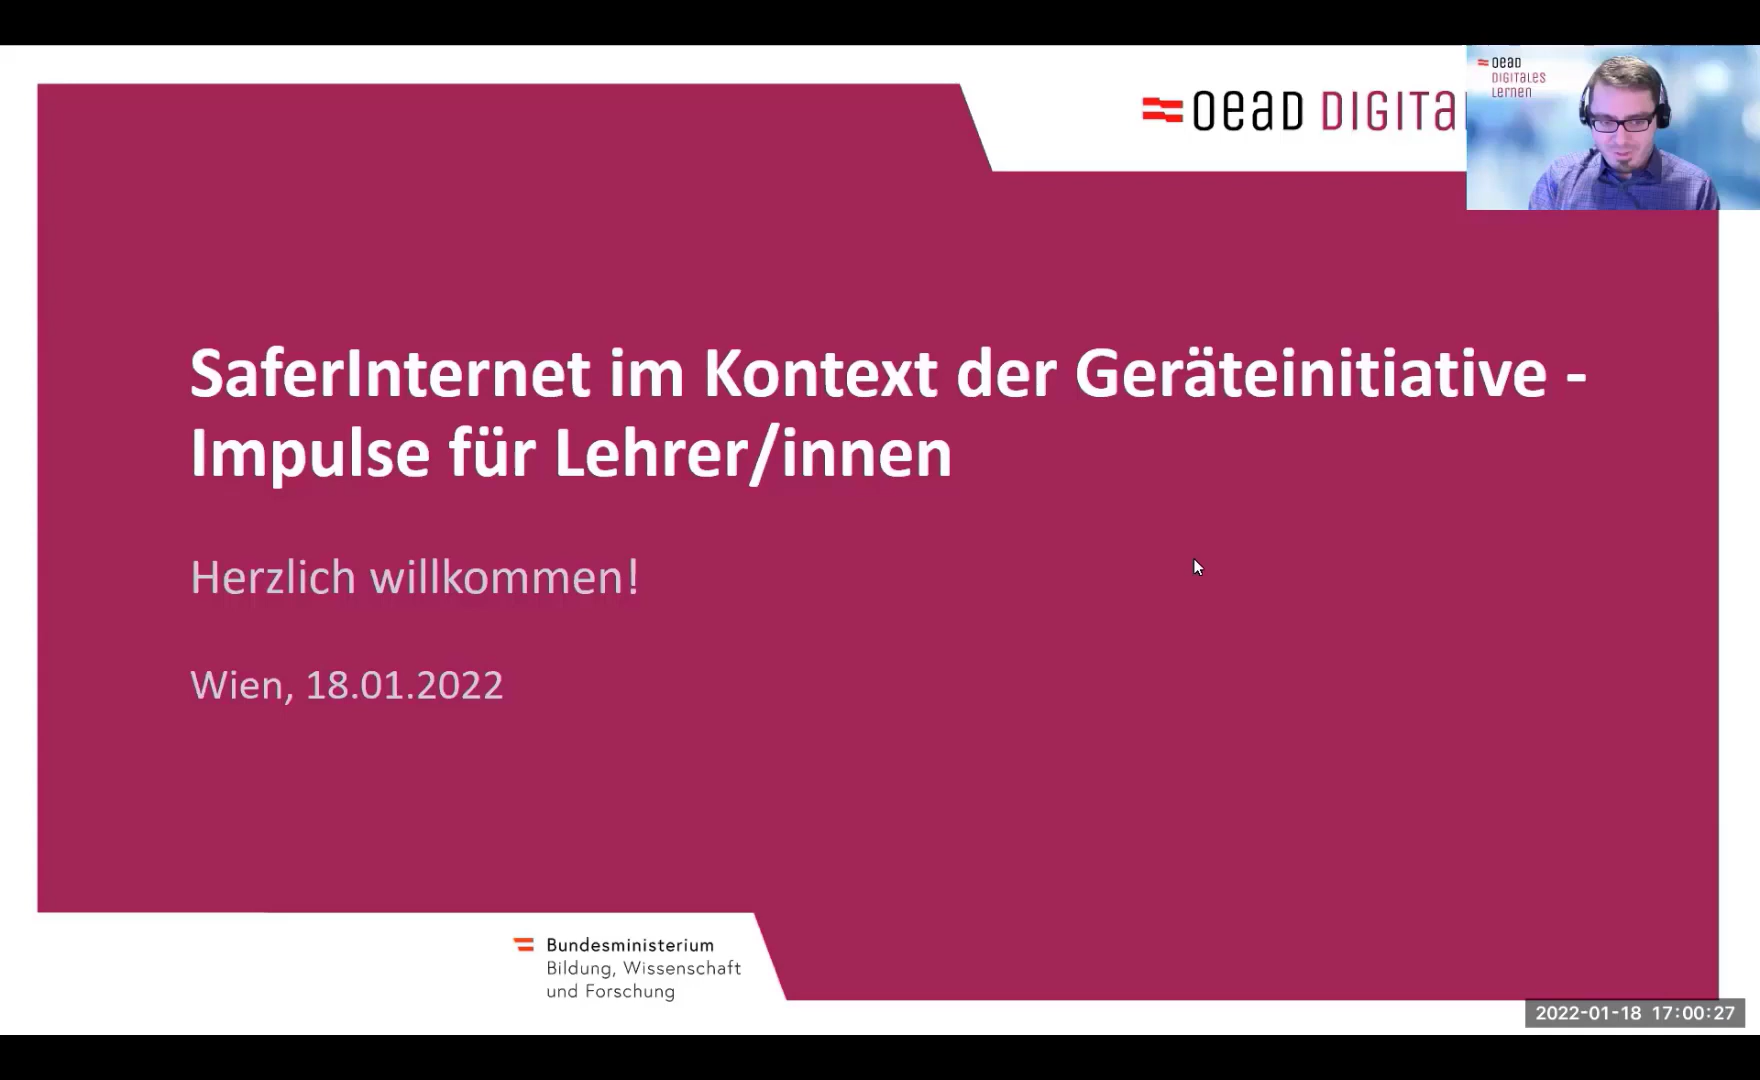 oead DIGITA
oead
DIGITALES
Lernen
SaferInternet im Kontext der Geräteinitiative -
Impulse für Lehrer/innen
Herzlich willkommen!
Wien, 18.01.2022
Bundesministerium
Bildung, Wissenschaft
und Forschung
2022-01-18 17:00:27